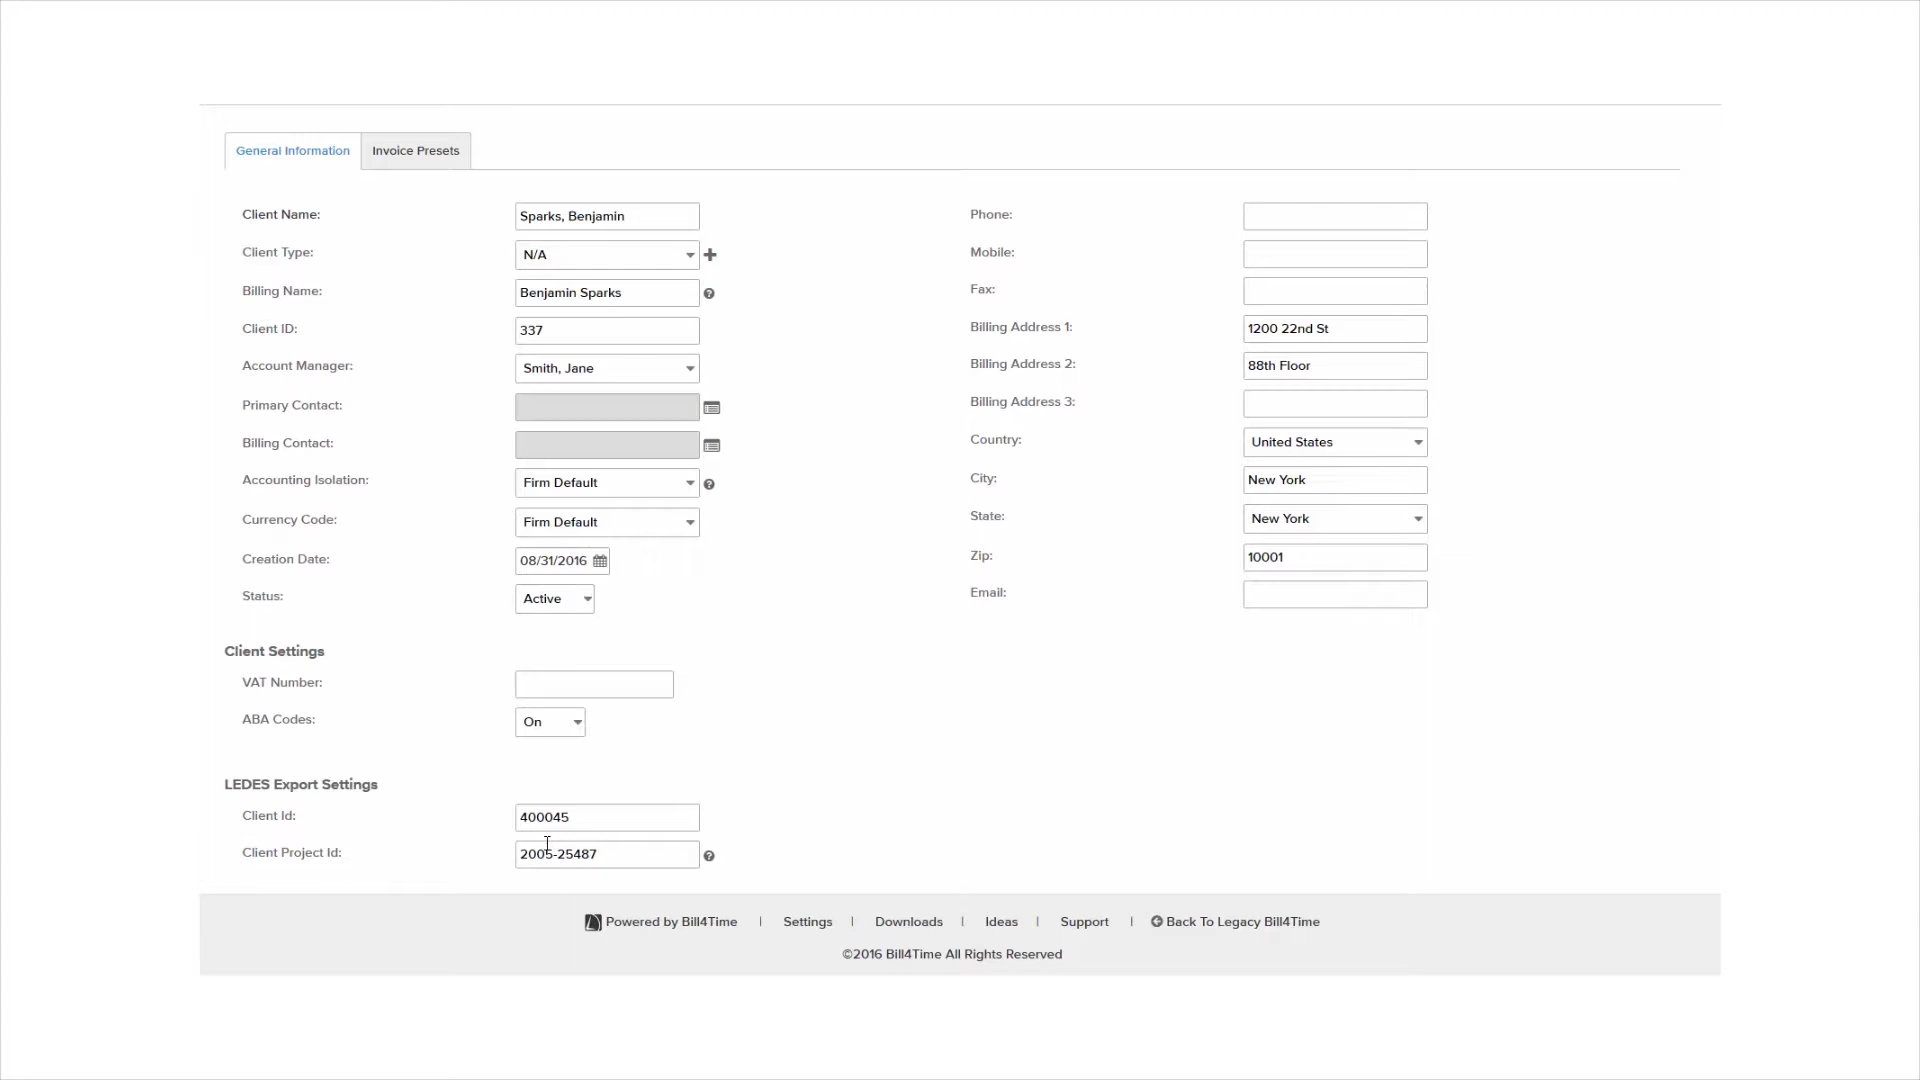 General Information
Invoice Presets
Client Name:
Sparks, Benjamin
Client Type:
N/A
Billing Name:
Benjamin Sparks
Client ID:
337
Account Manager:
Smith, Jane
Primary Contact:
Billing Contact:
Accounting Isolation:
Firm Default
Currency Code:
Firm Default
Creation Date:
08/31/2016
Status:
Active
Phone:
Mobile:
Fax:
Billing Address 1:
1200 22nd St
Billing Address 2:
88th Floor
Billing Address 3:
Country:
United States
City:
New York
State:
New York
Zip:
10001
Email:
Client Settings
VAT Number:
ABA Codes:
On
LEDES Export Settings
Client Id:
400045
Client Project Id:
2005-25487
Powered by Bill4Time | Settings | Downloads | Ideas | Support | Back To Legacy Bill4Time
©2016 Bill4Time All Rights Reserved